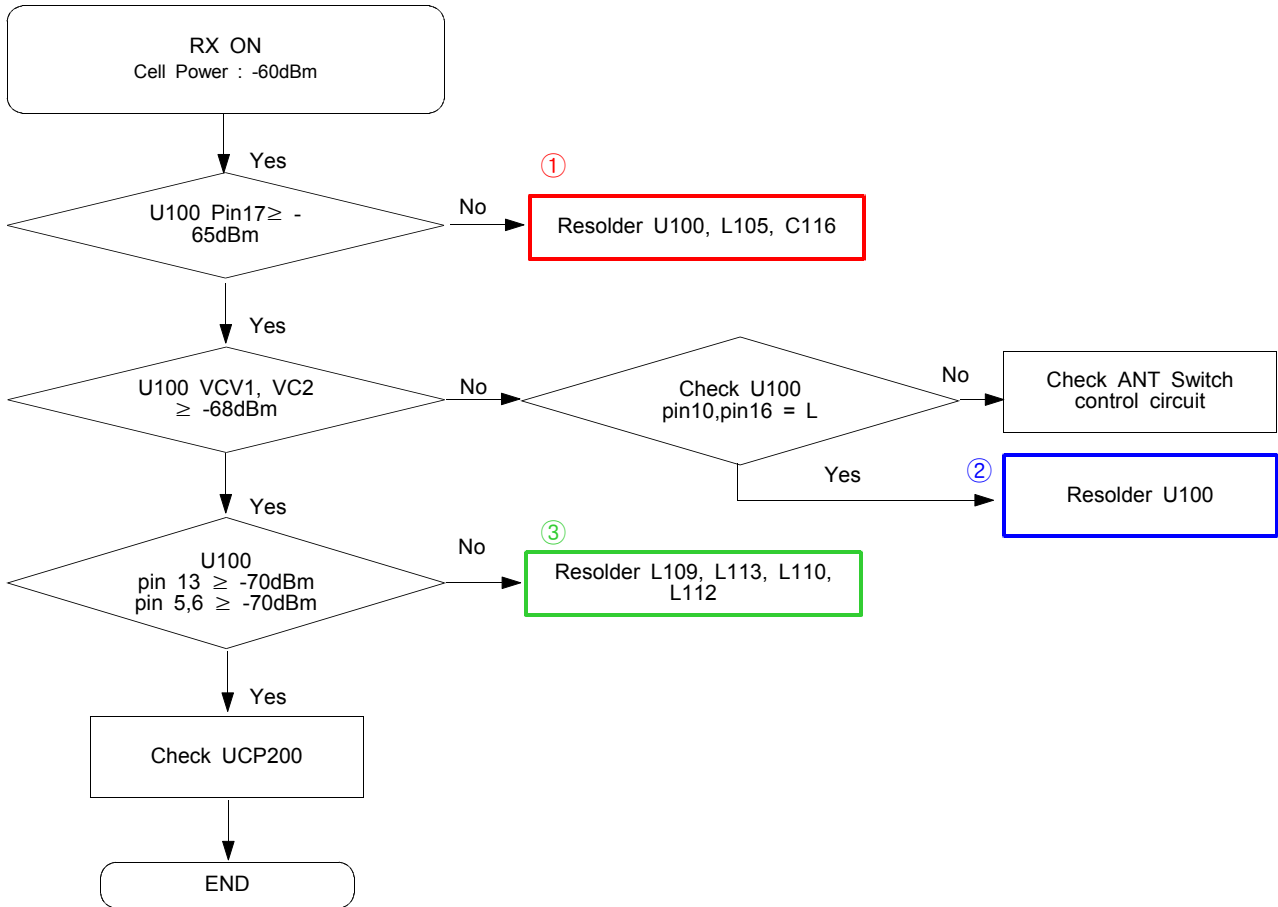 RX ON
Cell Power : -60dBm
Yes
①
U100 Pin17≥ -
65dBm
No
Resolder U100, L105, C116
Yes
U100 VCV1, VC2
≥ -68dBm
No
Check U100
pin10,pin16 = L
No
Check ANT Switch
control circuit
Yes
②
Resolder U100
Yes
U100
pin 13 ≥ -70dBm
pin 5,6 ≥ -70dBm
No
③
Resolder L109, L113, L110,
L112
Yes
Check UCP200
END